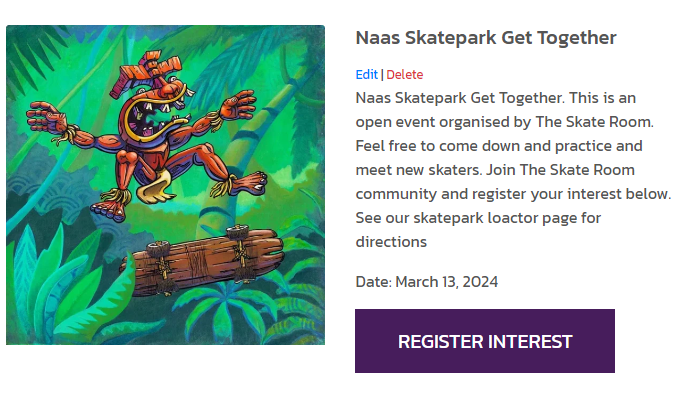 Naas Skatepark Get Together
Edit | Delete
Naas Skatepark Get Together. This is an
open event organised by The Skate Room.
Feel free to come down and practice and
meet new skaters. Join The Skate Room
community and register your interest below.
See our skatepark loactor page for
directions
Date: March 13, 2024
REGISTER INTEREST